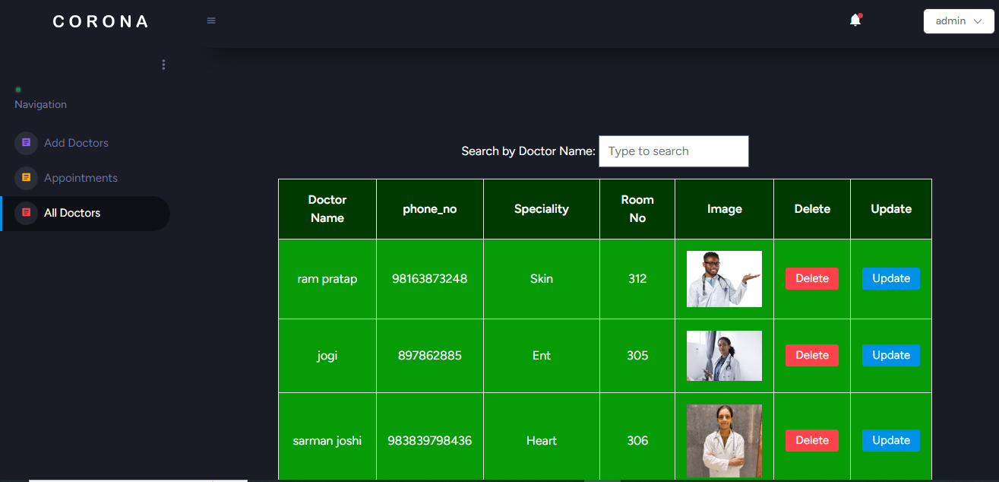 CORONA
admin
Navigation
Add Doctors
Appointments
All Doctors
Search by Doctor Name: Type to search
Doctor Name phone_no Speciality Room No Image Delete Update
ram pratap 98163873248 Skin 312 Delete Update
jogi 897862885 Ent 305 Delete Update
sarman joshi 983839798436 Heart 306 Delete Update